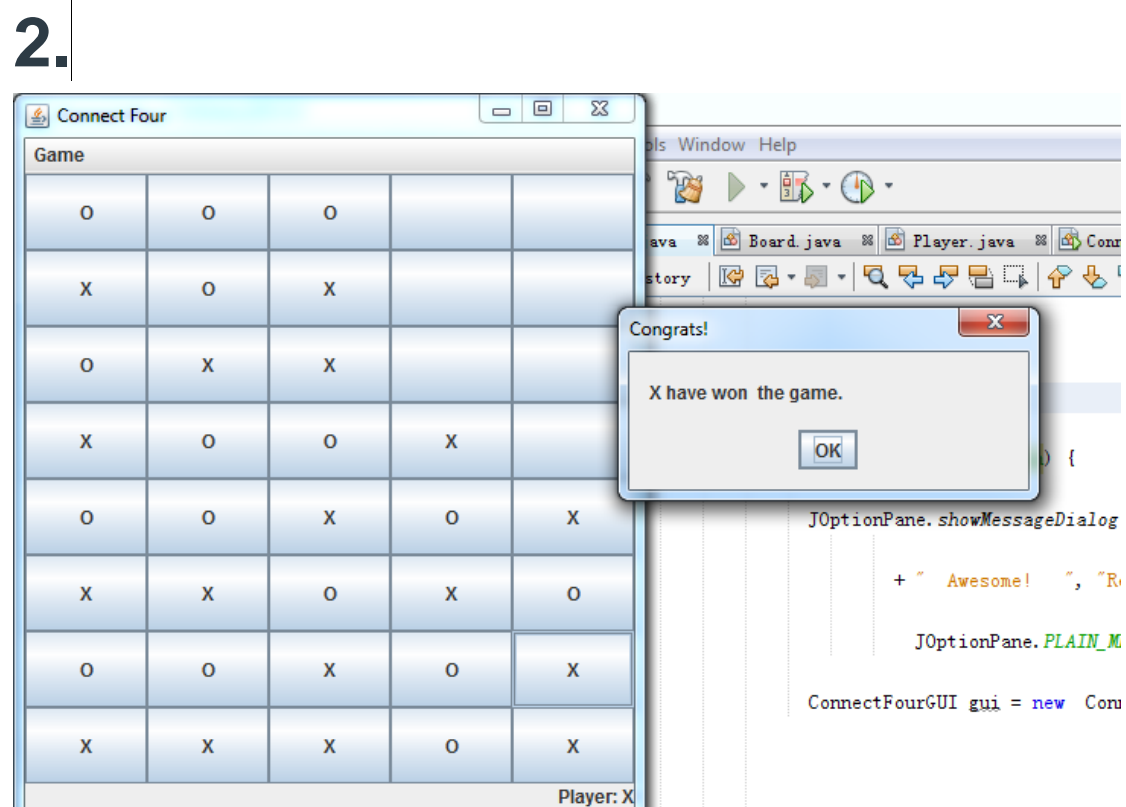 2.
Connect Four
Game
ols Window Help
O O O
X O X
O X X
X O O X
O O X O X
X X O X O
O O X O X
X X X O X
Player: X
ava Board.java Player.java Conn
story
Congrats!
X have won the game.
OK
) {
JOptionPane.showMessageDialog
+ " Awesome! ", "Re
JOptionPane.PLAIN_ME
ConnectFourGUI gui = new Conn